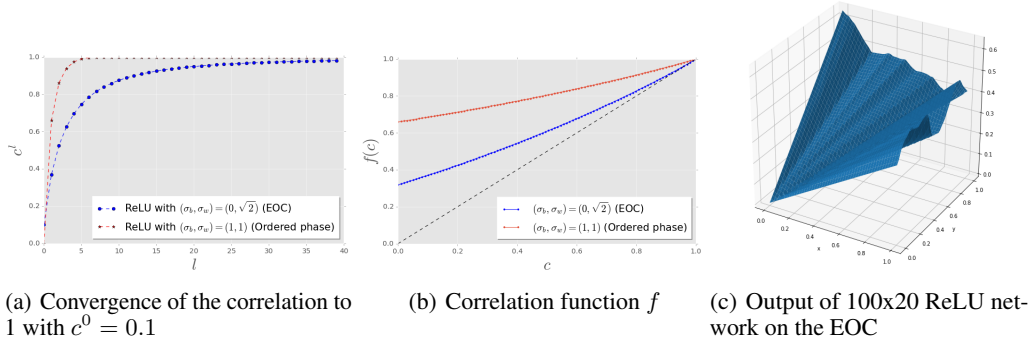 1.0
0.8
0.6
0.4
0.2
0.0
c^l
ReLU with (σ_b, σ_w) = (0, √2) (EOC)
ReLU with (σ_b, σ_w) = (1, 1) (Ordered phase)
0 5 10 15 20 25 30 35 40
l
(a) Convergence of the correlation to
1 with c^0 = 0.1
1.0
0.8
0.6
0.4
0.2
0.0
f(c)
(σ_b, σ_w) = (0, √2) (EOC)
(σ_b, σ_w) = (1, 1) (Ordered phase)
0.0 0.2 0.4 0.6 0.8 1.0
c
(b) Correlation function f
0.6
0.5
0.4
0.3
0.2
0.1
0.0
0.0 0.2 0.4 0.6 0.8 1.0
x
0.0 0.2 0.4 0.6 0.8 1.0
y
(c) Output of 100x20 ReLU net-
work on the EOC